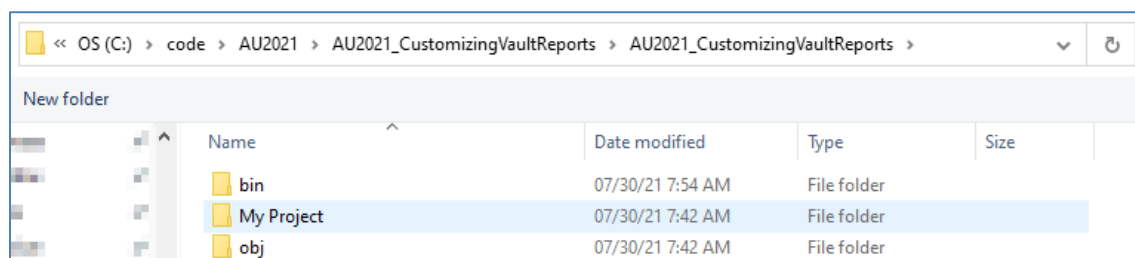 « OS (C:) › code › AU2021 › AU2021_CustomizingVaultReports › AU2021_CustomizingVaultReports ›
New folder
Name Date modified Type Size
bin 07/30/21 7:54 AM File folder
My Project 07/30/21 7:42 AM File folder
obj 07/30/21 7:42 AM File folder